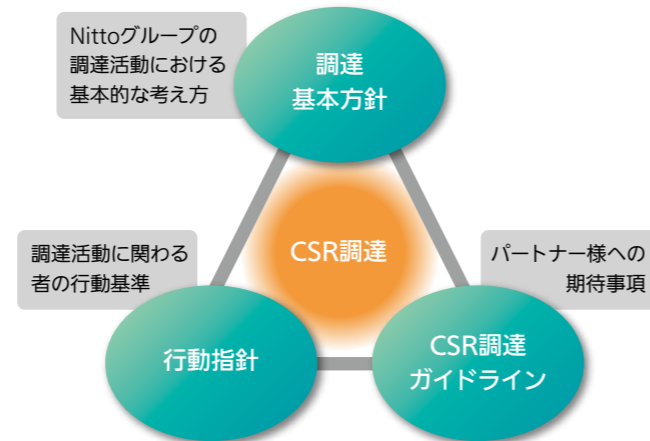 Nittoグループの
調達活動における
基本的な考え方
調達
基本方針
CSR調達
調達活動に関わる
者の行動基準
パートナー様への
期待事項
行動指針
CSR調達
ガイドライン